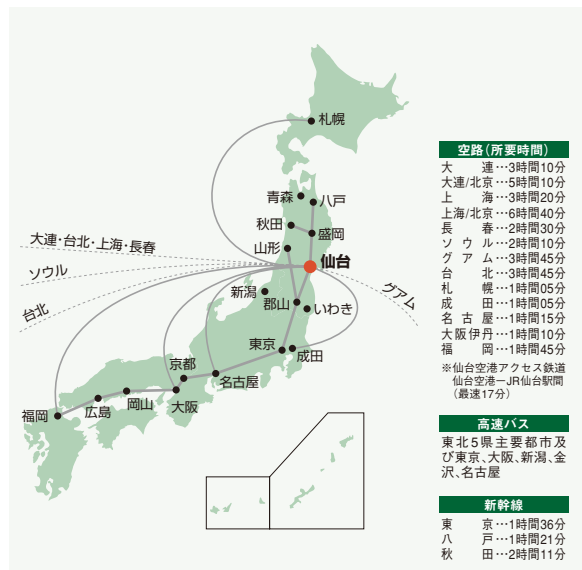 札幌
青森
八戸
秋田
盛岡
山形
仙台
大連・台北・上海・長春
ソウル
台北
グアム
新潟
郡山
いわき
東京
成田
京都
名古屋
大阪
岡山
広島
福岡
空路(所要時間)
大連…3時間10分
大連/北京…5時間10分
上海…3時間20分
上海/北京…6時間40分
長春…2時間30分
ソウル…2時間10分
グアム…3時間45分
台北…3時間45分
札幌…1時間05分
成田…1時間05分
名古屋…1時間15分
大阪伊丹…1時間10分
福岡…1時間45分
※仙台空港アクセス鉄道
仙台空港ーJR仙台駅間
(最速17分)
高速バス
東北5県主要都市及
び東京、大阪、新潟、金
沢、名古屋
新幹線
東京…1時間36分
八戸…1時間21分
秋田…2時間11分